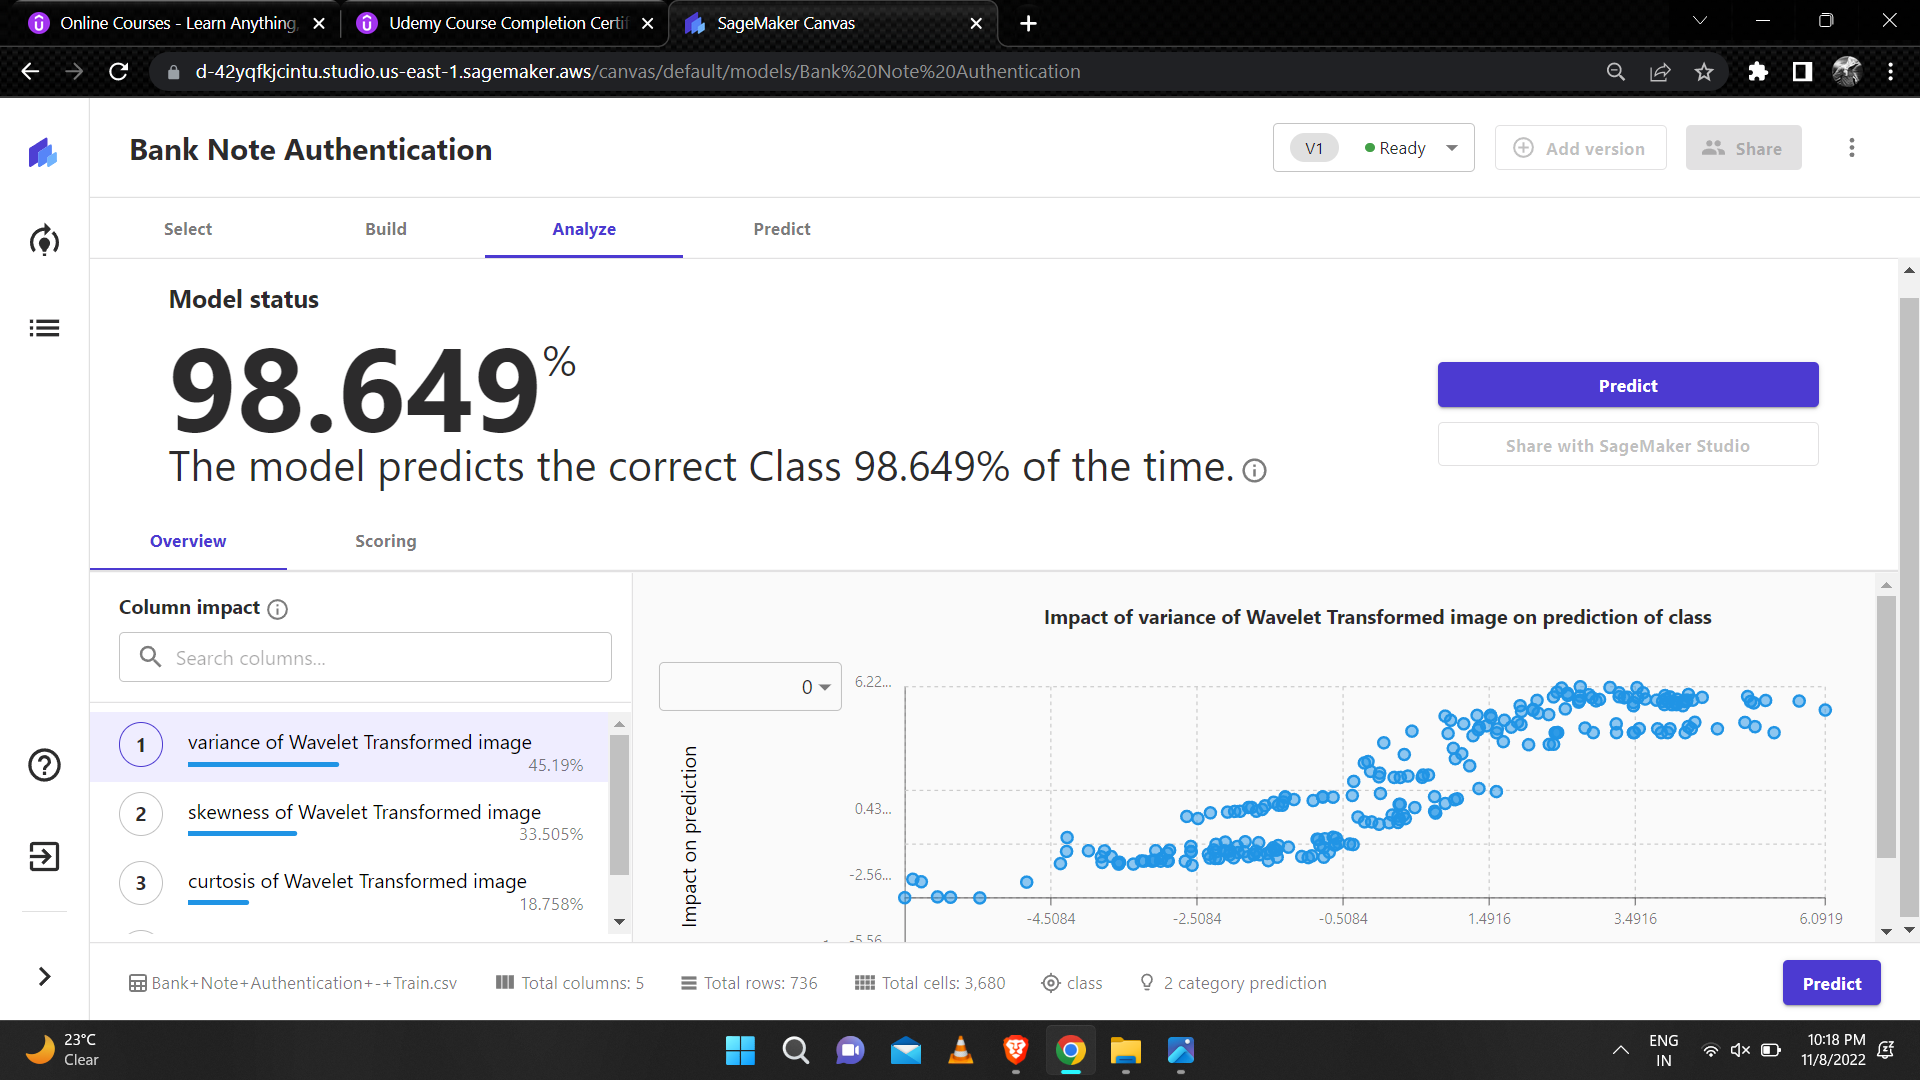 Online Courses - Learn Anything,
Udemy Course Completion Certif
SageMaker Canvas
d-42yqfkjcintu.studio.us-east-1.sagemaker.aws/canvas/default/models/Bank%20Note%20Authentication
Bank Note Authentication
V1
Ready
Add version
Share
Select
Build
Analyze
Predict
Model status
98.649%
The model predicts the correct Class 98.649% of the time.
Predict
Share with SageMaker Studio
Overview
Scoring
Column impact
Search columns...
1
variance of Wavelet Transformed image
45.19%
2
skewness of Wavelet Transformed image
33.505%
3
curtosis of Wavelet Transformed image
18.758%
Impact of variance of Wavelet Transformed image on prediction of class
0
Impact on prediction
6.22...
0.43...
-2.56...
-5.56
-4.5084
-2.5084
-0.5084
1.4916
3.4916
6.0919
Bank+Note+Authentication+-+Train.csv
Total columns: 5
Total rows: 736
Total cells: 3,680
class
2 category prediction
Predict
23°C
Clear
ENG
IN
10:18 PM
11/8/2022